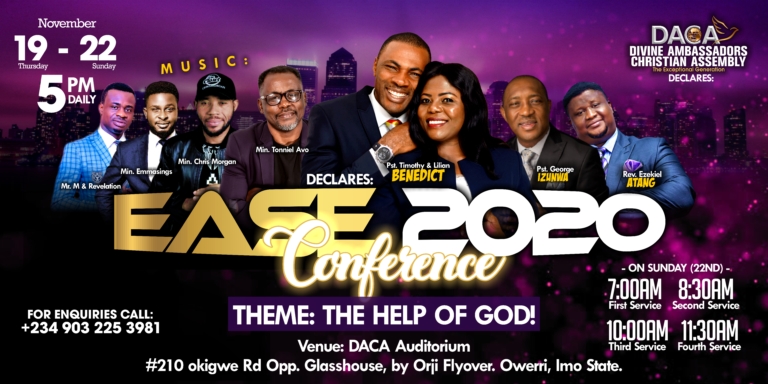 November
19 - 22
Thursday Sunday
5 PM
DAILY
MUSIC:
DACA
DIVINE AMBASSADORS
CHRISTIAN ASSEMBLY
The Exceptional Generation
DECLARES:
Mr. M & Revelation
Min. Emmasings
Min. Chris Morgan
Min. Tonniel Avo
Pst. Timothy & Lilian
BENEDICT
Pst. George
IZUNWA
Rev. Ezekiel
ATANG
DECLARES:
EASE 2020
Conference
THEME: THE HELP OF GOD!
Venue: DACA Auditorium
#210 okigwe Rd Opp. Glasshouse, by Orji Flyover. Owerri, Imo State.
FOR ENQUIRIES CALL:
+234 903 225 3981
- ON SUNDAY (22ND) -
7:00AM 8:30AM
First Service Second Service
10:00AM 11:30AM
Third Service Fourth Service